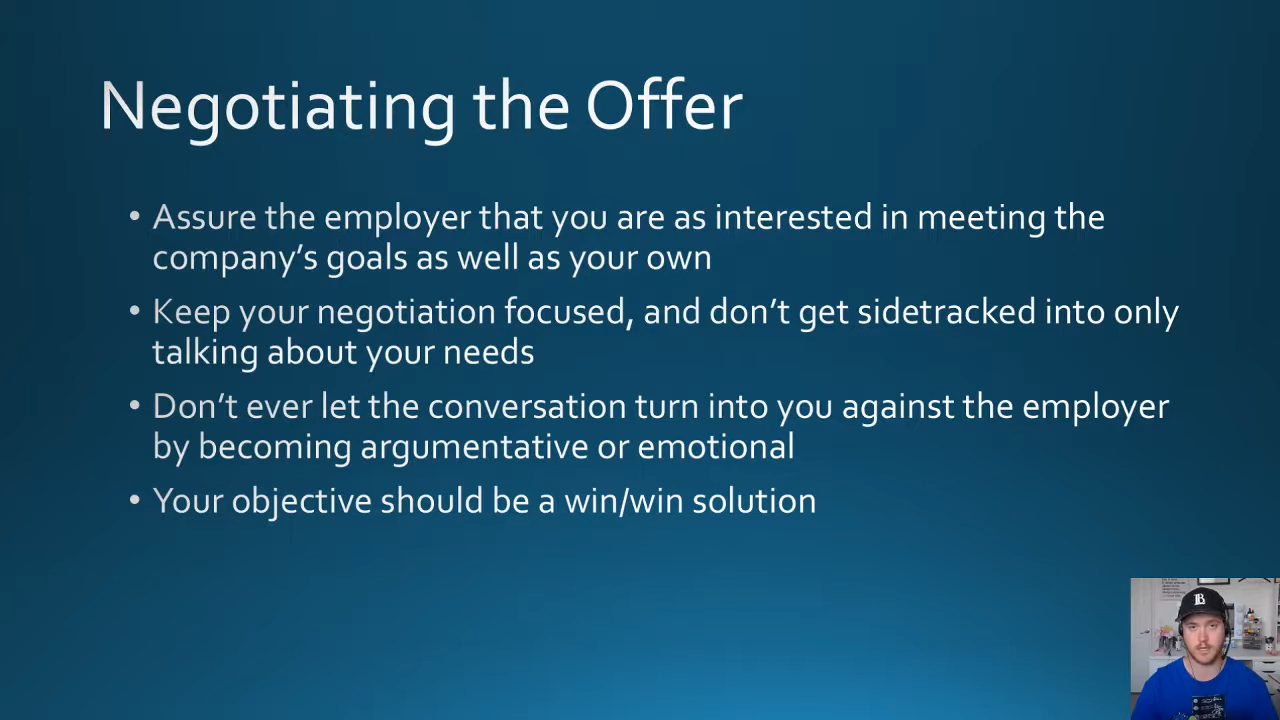 Negotiating the Offer
• Assure the employer that you are as interested in meeting the
company’s goals as well as your own
• Keep your negotiation focused, and don’t get sidetracked into only
talking about your needs
• Don’t ever let the conversation turn into you against the employer
by becoming argumentative or emotional
• Your objective should be a win/win solution
B